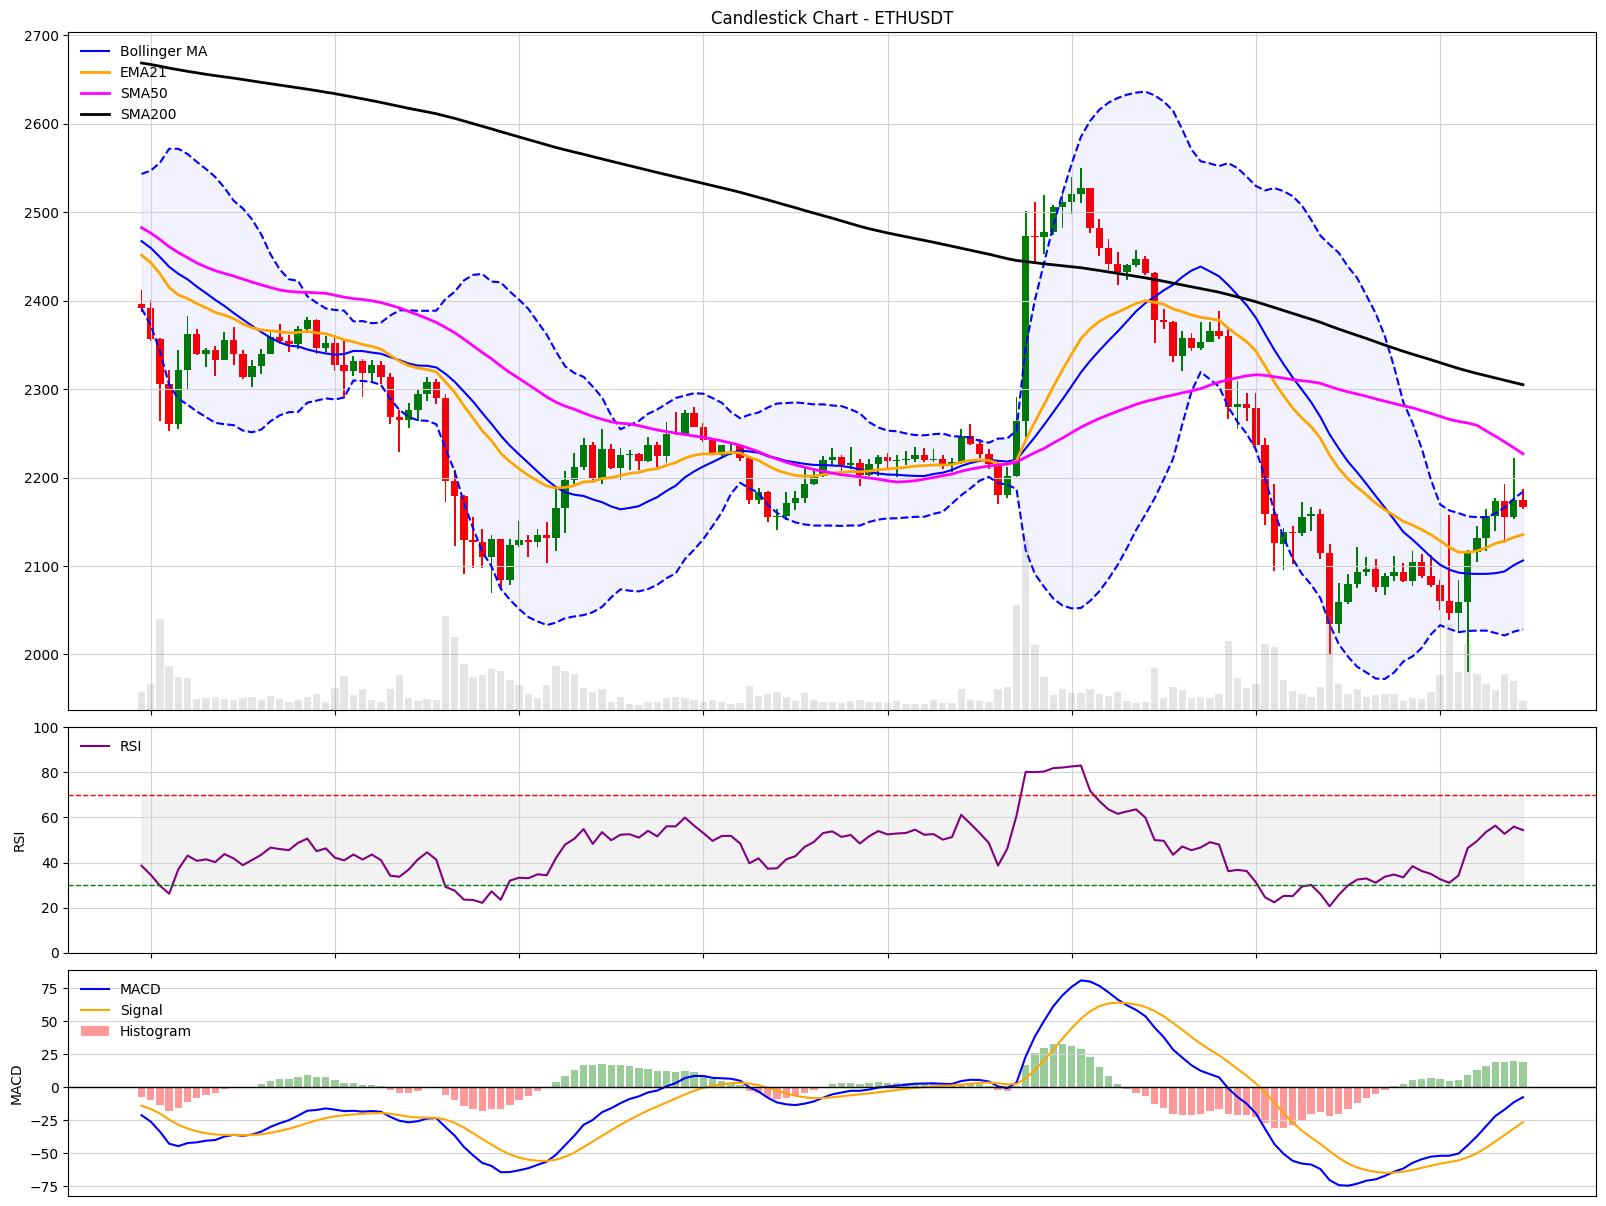 Candlestick Chart - ETHUSDT
2700
2600
2500
2400
2300
2200
2100
2000
Bollinger MA
EMA21
SMA50
SMA200
RSI
100
80
60
40
20
0
RSI
MACD
75
50
25
0
−25
−50
−75
MACD
Signal
Histogram